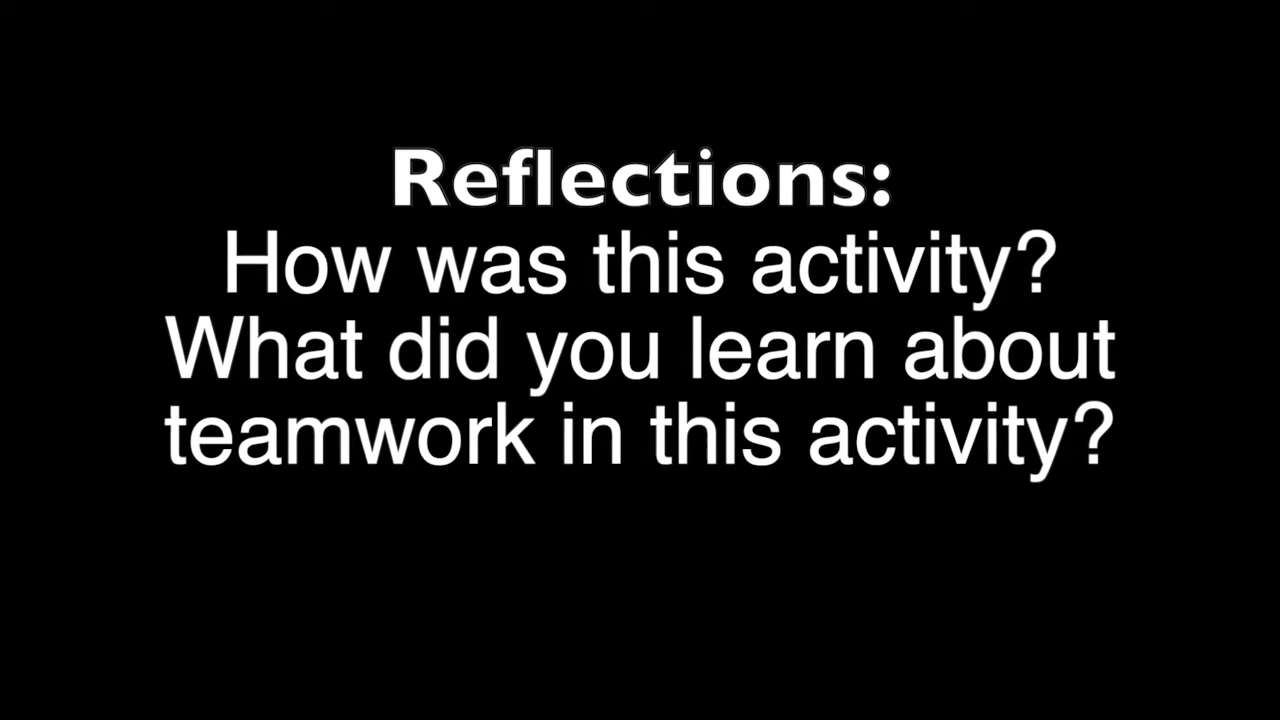 Reflections:
How was this activity?
What did you learn about
teamwork in this activity?